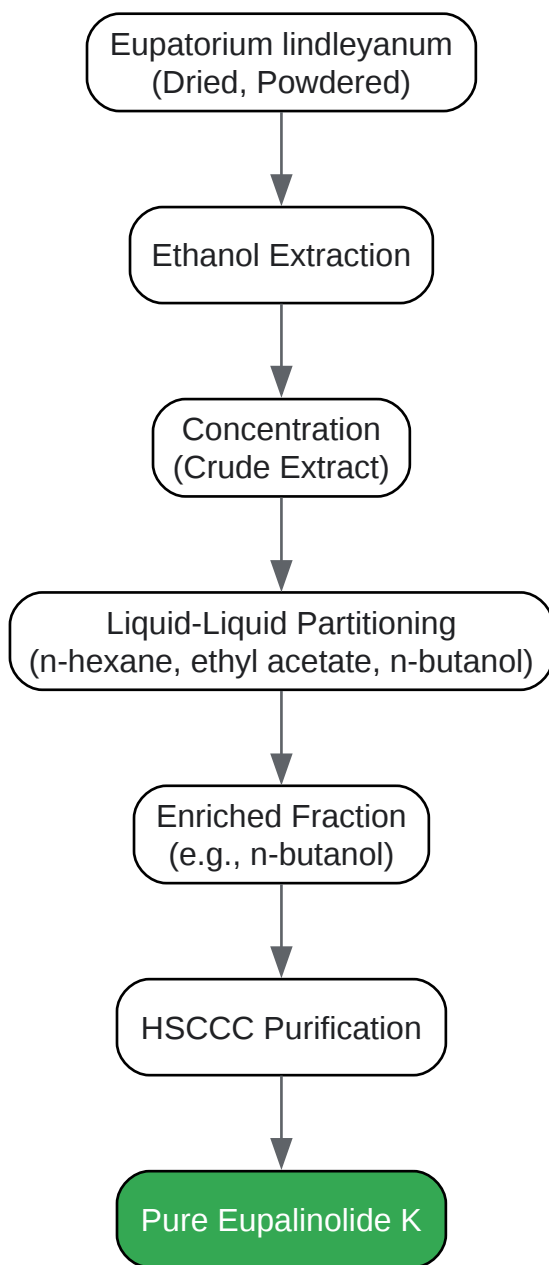 Eupatorium lindleyanum
(Dried, Powdered)
Ethanol Extraction
Concentration
(Crude Extract)
Liquid-Liquid Partitioning
(n-hexane, ethyl acetate, n-butanol)
Enriched Fraction
(e.g., n-butanol)
HSCCC Purification
Pure Eupalinolide K